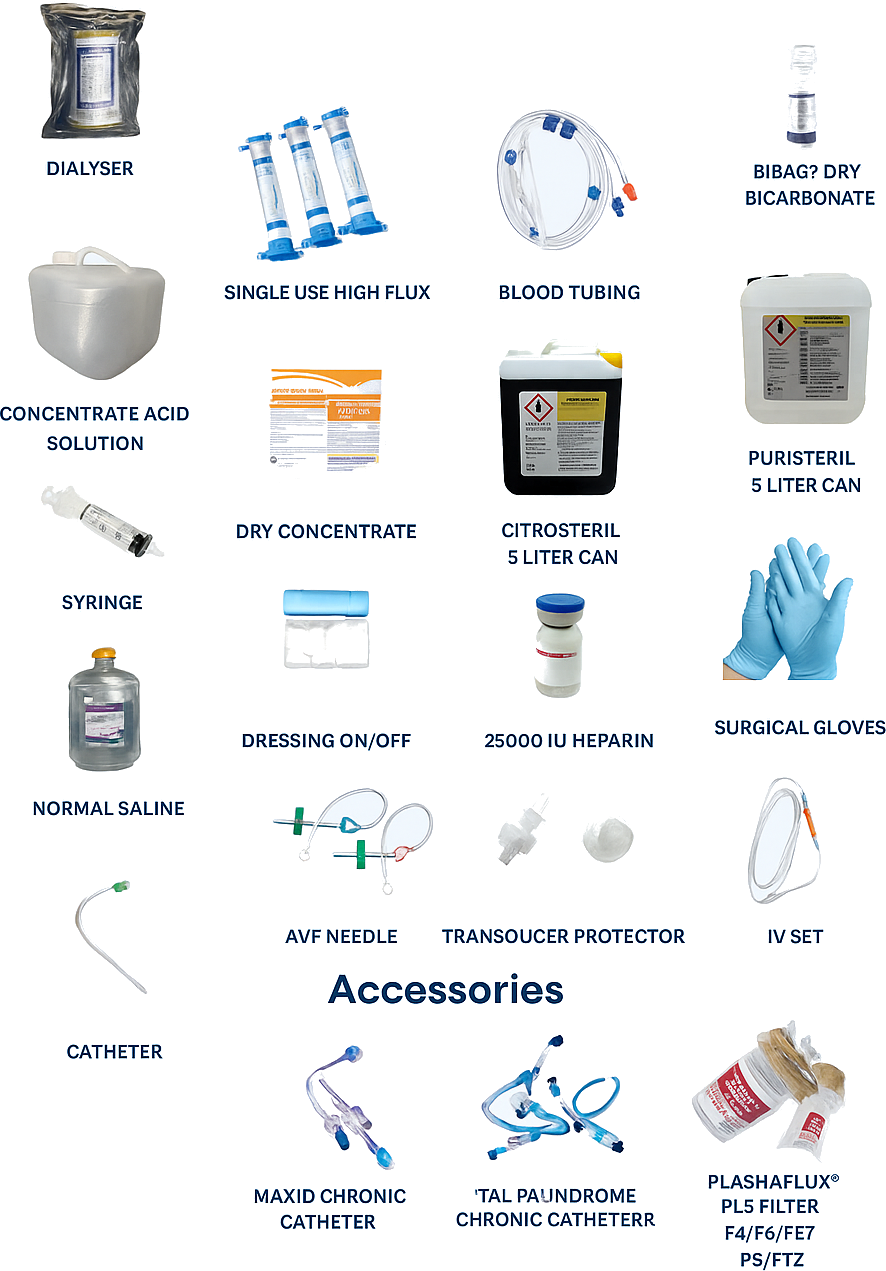 DIALYSER
BIBAG? DRY
BICARBONATE
SINGLE USE HIGH FLUX
BLOOD TUBING
CONCENTRATE ACID
SOLUTION
DRY CONCENTRATE
CITROSTERIL
5 LITER CAN
PURISTERIL
5 LITER CAN
SYRINGE
DRESSING ON/OFF
25000 IU HEPARIN
SURGICAL GLOVES
NORMAL SALINE
AVF NEEDLE
TRANSOUCER PROTECTOR
IV SET
Accessories
CATHETER
MAXID CHRONIC
CATHETER
'TAL PAUNDROME
CHRONIC CATHETERR
PLASHAFLUX®
PL5 FILTER
F4/F6/FE7
PS/FTZ